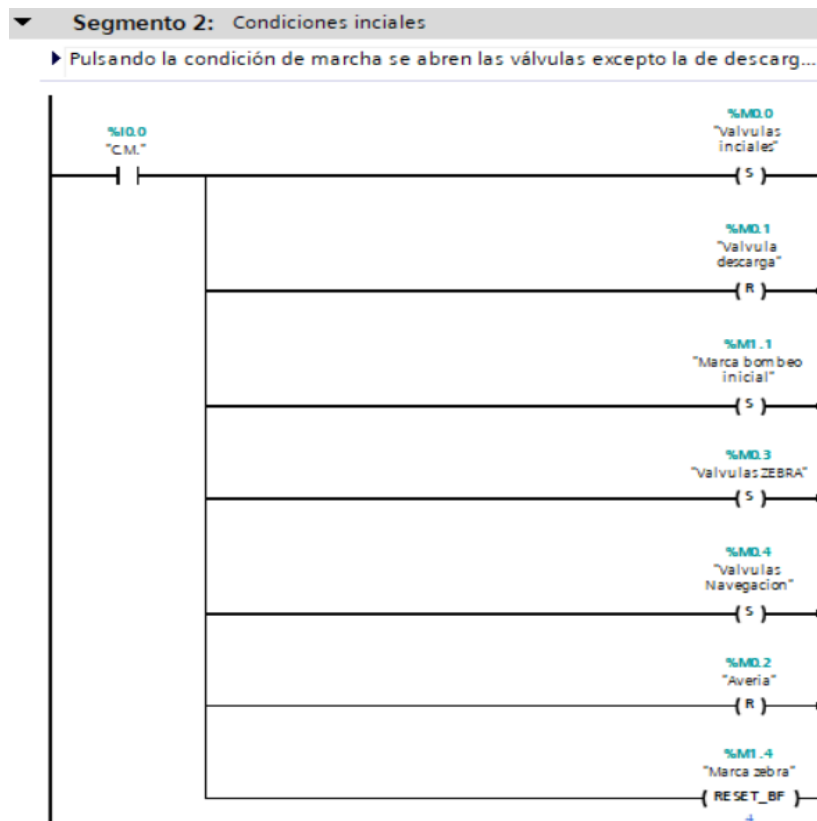 Segmento 2: Condiciones inciales
Pulsando la condición de marcha se abren las válvulas excepto la de descarg...
%I0.0
"C.M."
%M0.0
"Valvulas
inciales"
S
%M0.1
"Valvula
descarga"
R
%M1.1
"Marca bombeo
inicial"
S
%M0.3
"Valvulas ZEBRA"
S
%M0.4
"Valvulas
Navegacion"
S
%M0.2
"Averia"
R
%M1.4
"Marca zebra"
RESET_BF